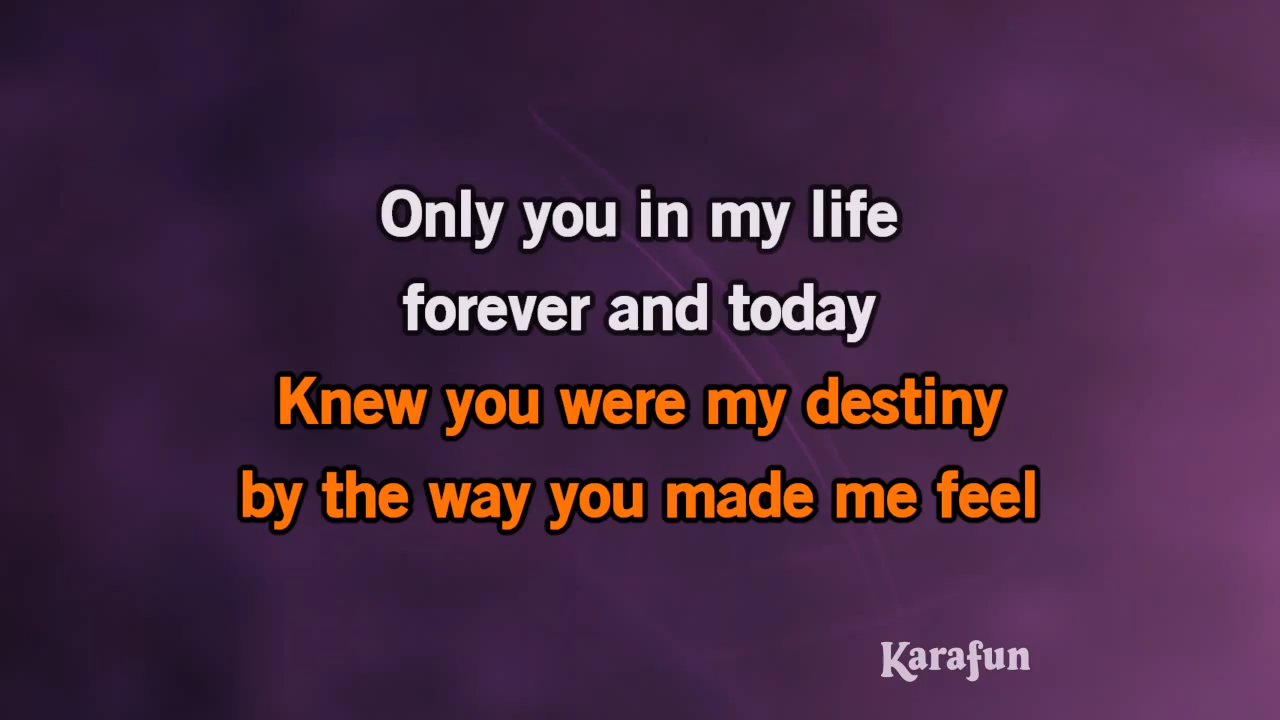 Only you in my life
forever and today
Knew you were my destiny
by the way you made me feel
Karafun